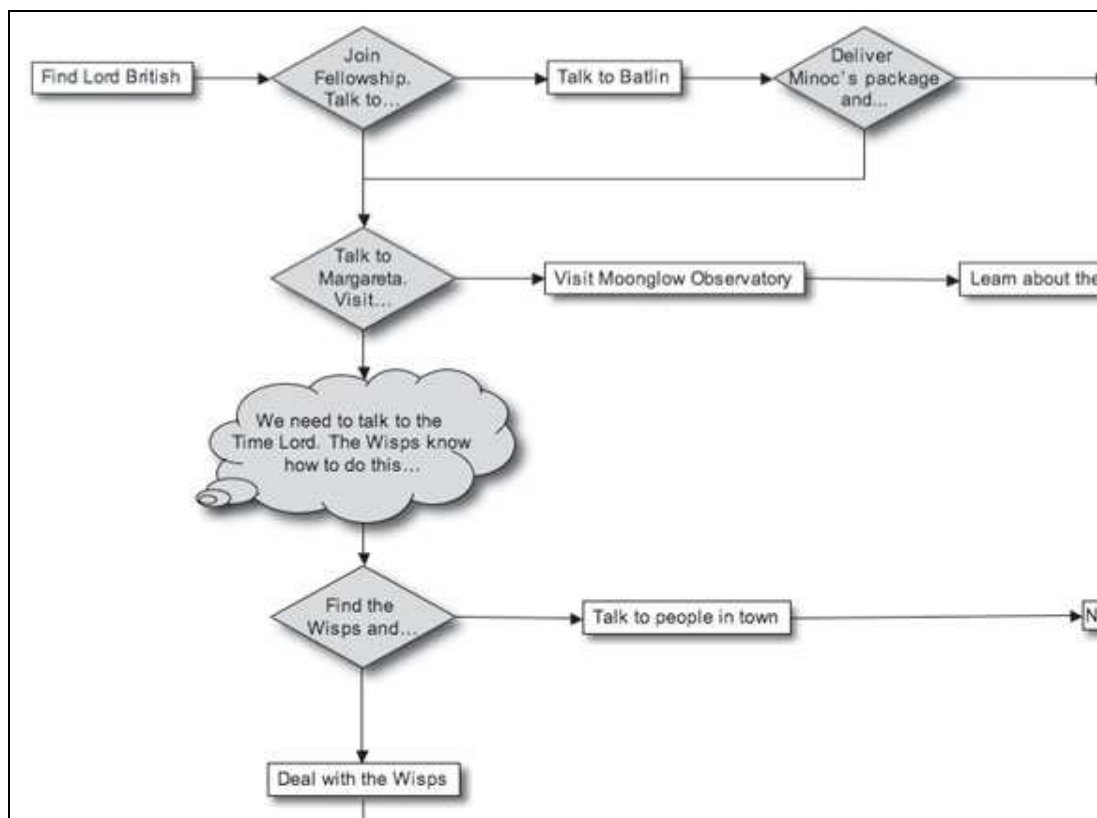 Find Lord British
Join
Fellowship.
Talk to...
Talk to Batlin
Deliver
Minoc's package
and...
Talk to
Margareta.
Visit...
Visit Moonglow Observatory
Learn about the
We need to talk to the
Time Lord. The Wisps know
how to do this...
Find the
Wisps and...
Talk to people in town
N
Deal with the Wisps